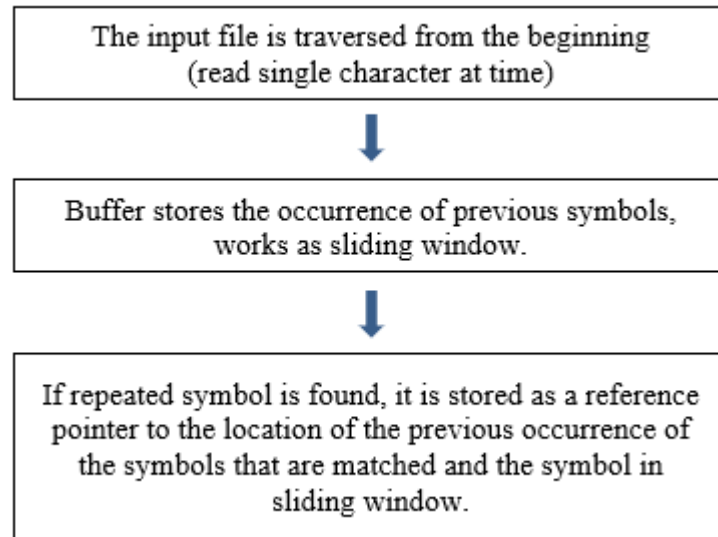 The input file is traversed from the beginning
(read single character at time)
Buffer stores the occurrence of previous symbols,
works as sliding window.
If repeated symbol is found, it is stored as a reference
pointer to the location of the previous occurrence of
the symbols that are matched and the symbol in
sliding window.